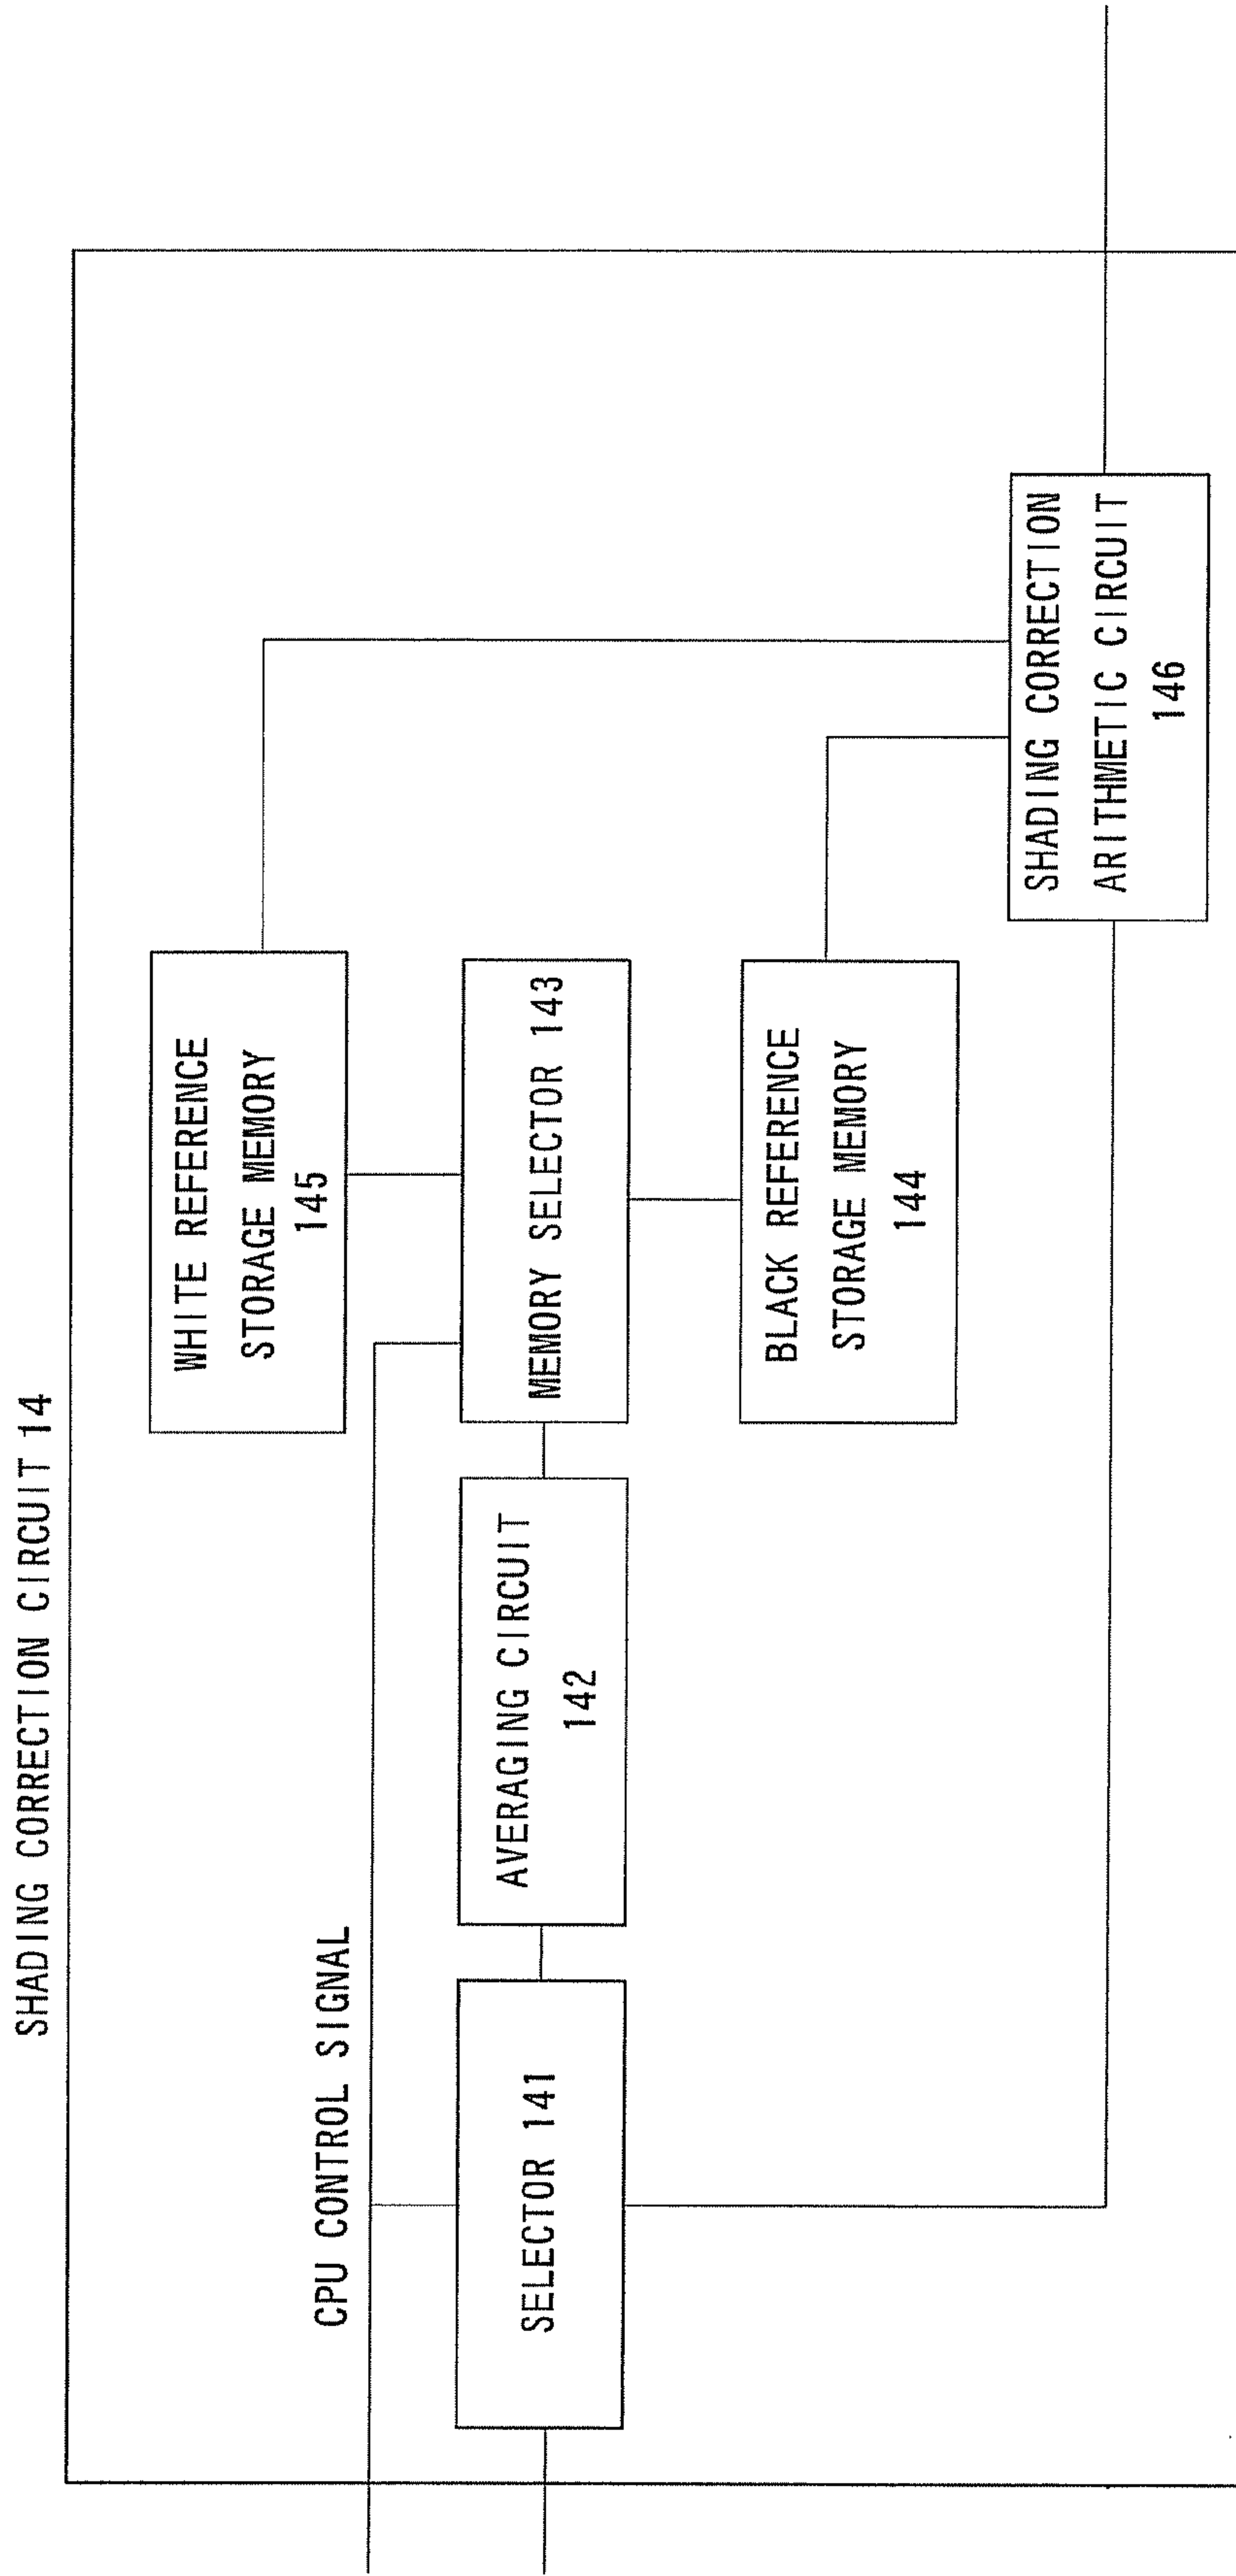 SHADING CORRECTION CIRCUIT 14
CPU CONTROL SIGNAL
WHITE REFERENCE
STORAGE MEMORY
145
SELECTOR 141
AVERAGING CIRCUIT
142
MEMORY SELECTOR 143
BLACK REFERENCE
STORAGE MEMORY
144
SHADING CORRECTION
ARITHMETIC CIRCUIT
146